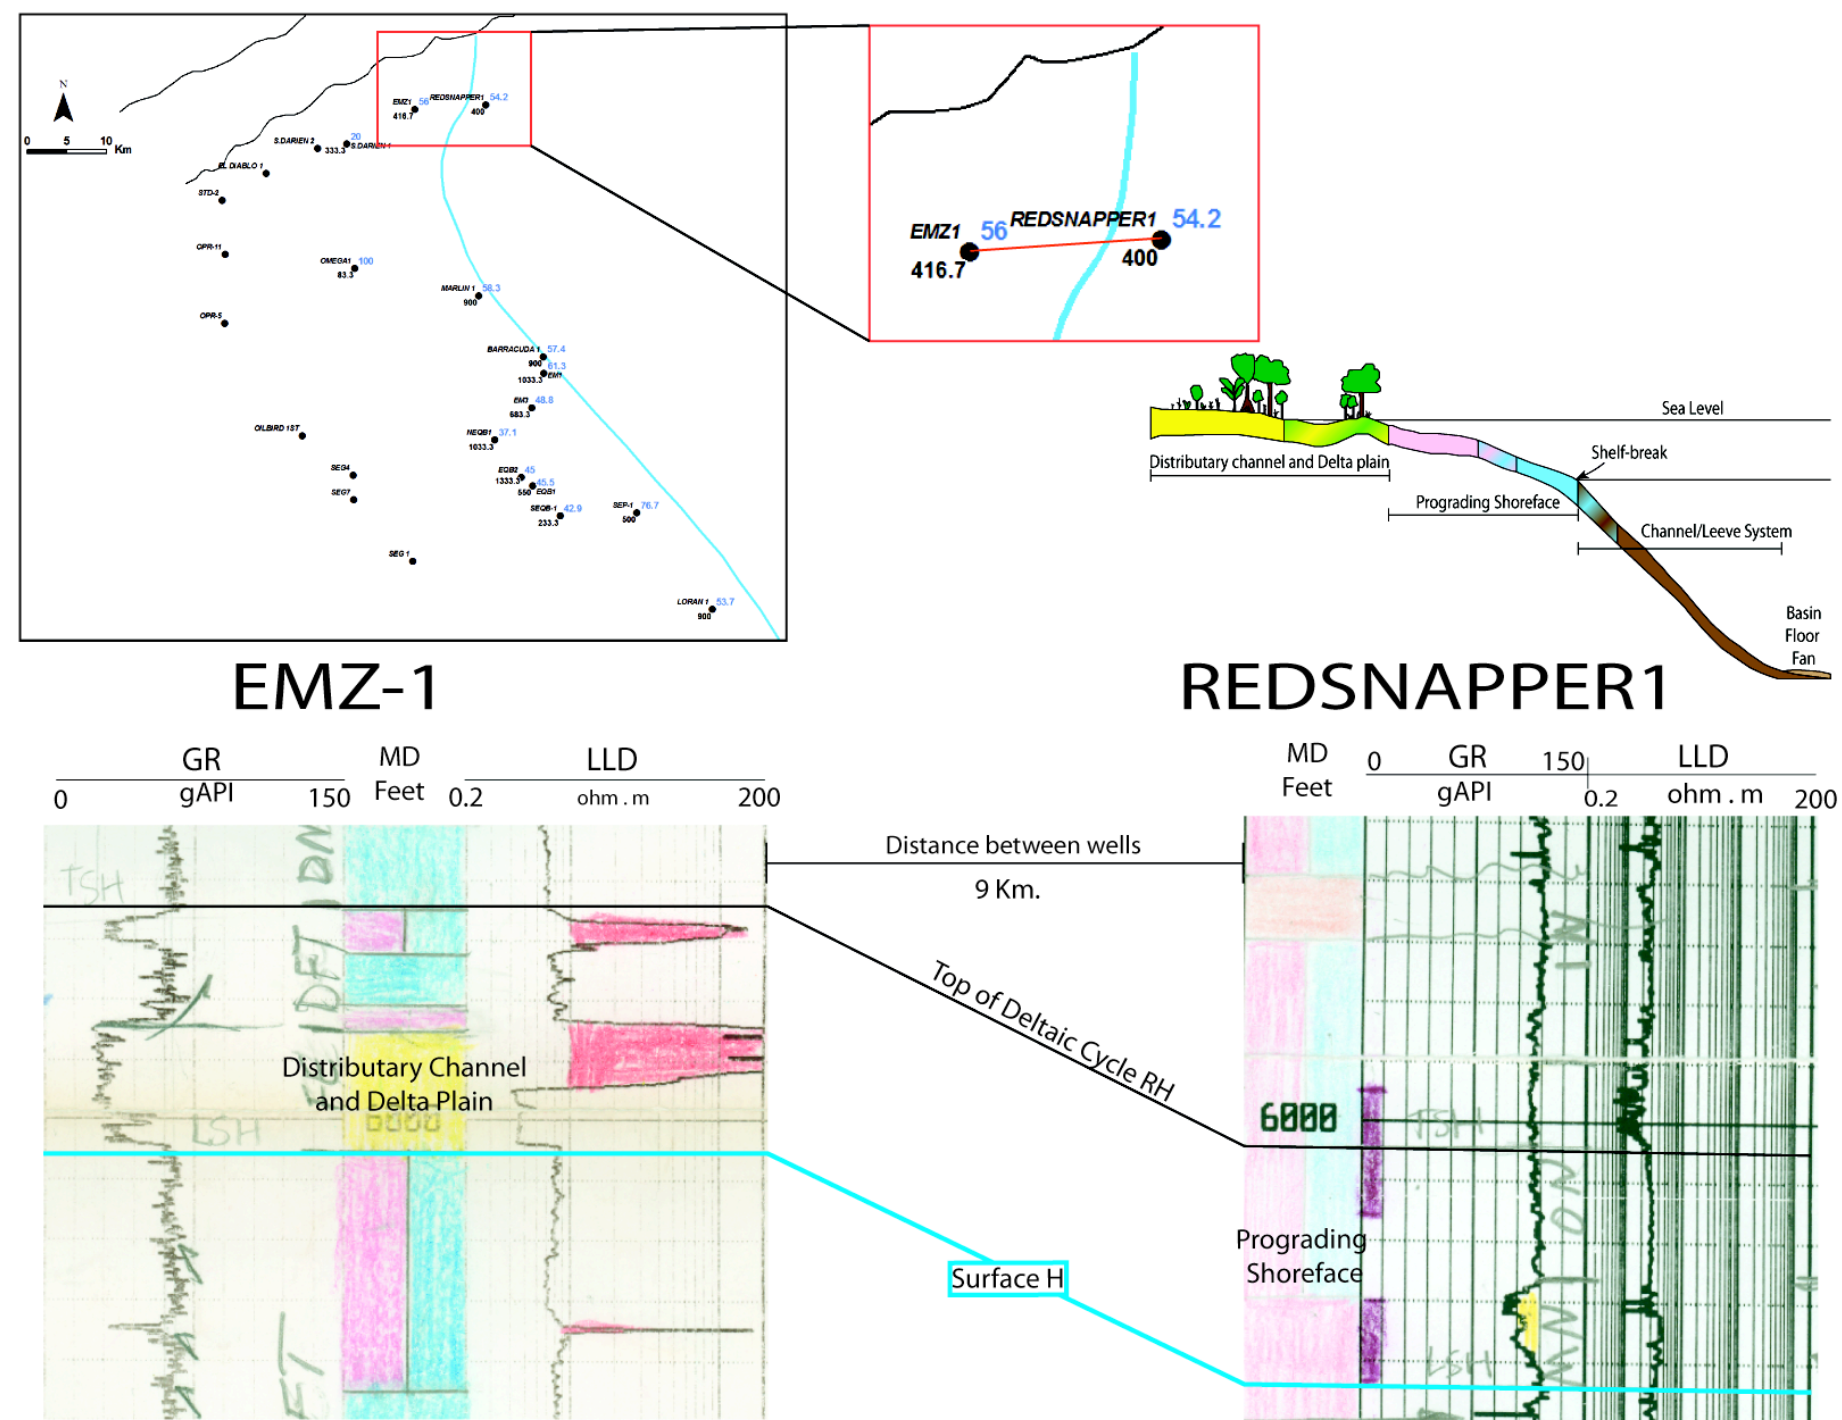 N
0 5 10 Km
EMZ1 56
416.7
REDSNAPPER1 54.2
400
S.DARIEN 2
20
333.3 S.DARIEN 1
EL DIABLO 1
STD-2
OPR-11
OMEGA1 100
83.3
OPR-5
MARLIN 1 58.3
900
BARRACUDA 1 57.4
900
61.3
1033.3 EM1
EM3 48.8
683.3
NEQB1 37.1
1033.3
OILBIRD 1ST
SEG4
SEG7
EQB2 45
1333.3
45.5
550 EQB1
SEQB-1 42.9
233.3
SEP-1 76.7
500
SEG 1
LORAN 1 53.7
900
EMZ1 56
416.7
REDSNAPPER1 54.2
400
Sea Level
Shelf-break
Distributary channel and Delta plain
Prograding Shoreface
Channel/Leeve System
Basin
Floor
Fan
EMZ-1
REDSNAPPER1
GR
gAPI
0 150
MD
Feet
LLD
ohm . m
0.2 200
MD
Feet
0 GR 150
gAPI
LLD
0.2 ohm . m 200
TSH
Distance between wells
9 Km.
Top of Deltaic Cycle RH
Distributary Channel
and Delta Plain
LSH
6000
6000
TSH
Surface H
Prograding
Shoreface
LSH